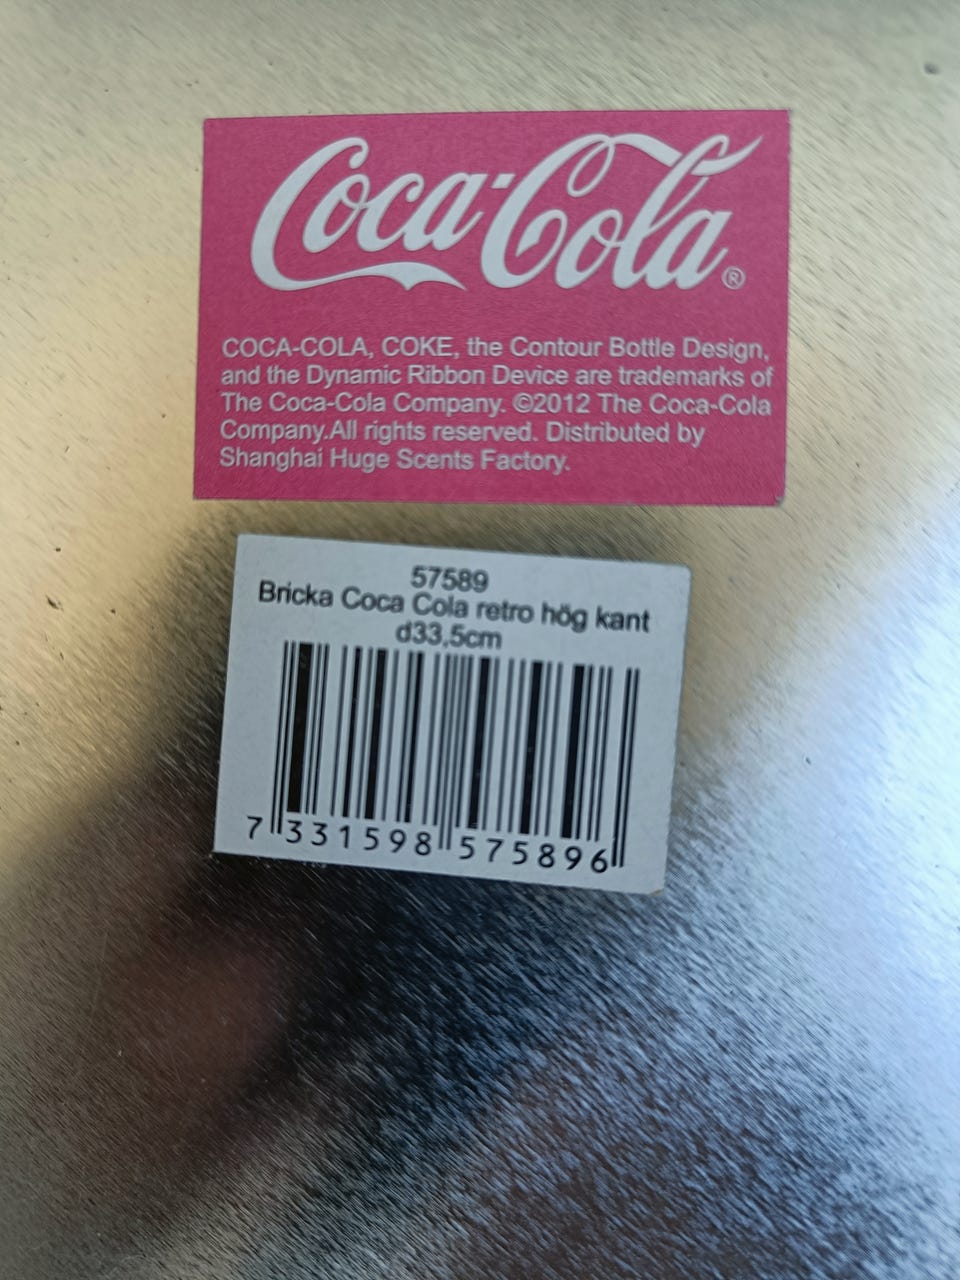 Coca-Cola®
COCA-COLA, COKE, the Contour Bottle Design,
and the Dynamic Ribbon Device are trademarks of
The Coca-Cola Company. ©2012 The Coca-Cola
Company.All rights reserved. Distributed by
Shanghai Huge Scents Factory.
57589
Bricka Coca Cola retro hög kant
d33,5cm
7 331598 575896